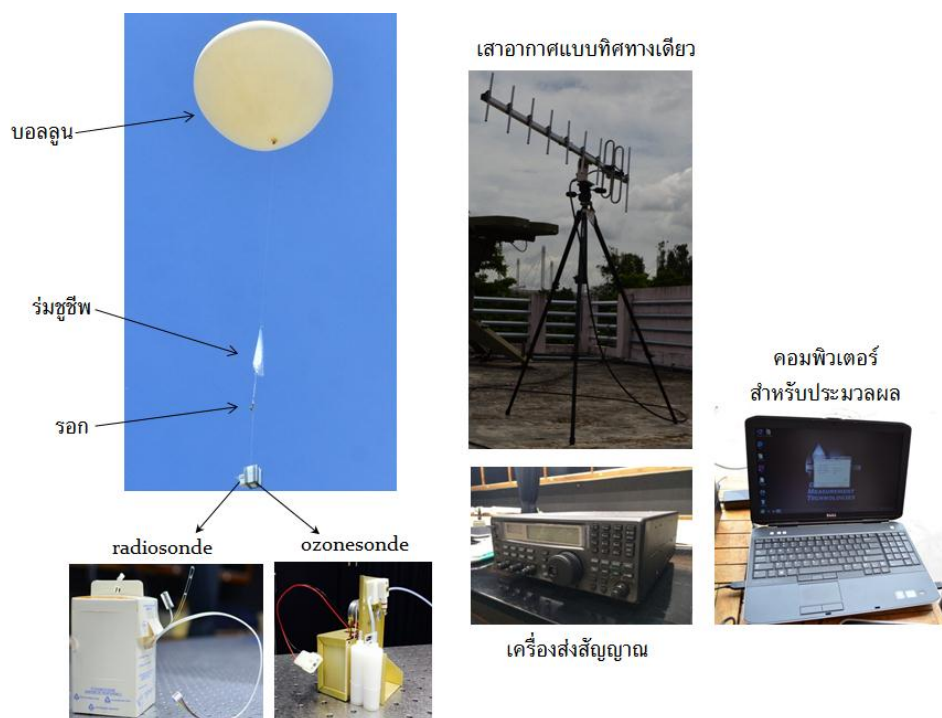 เสาอากาศแบบทิศทางเดียว
บอลลูน
ร่มชูชีพ
รอก
คอมพิวเตอร์
สำหรับประมวลผล
radiosonde
ozonesonde
MEASUREMENT
TECHNOLOGIES
DELL
เครื่องส่งสัญญาณ